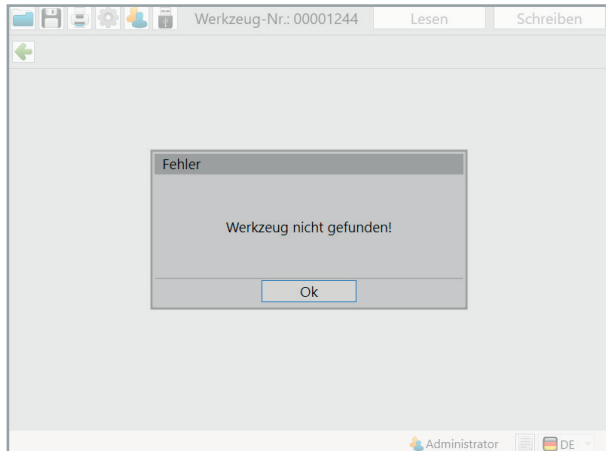 Werkzeug-Nr.: 00001244 Lesen Schreiben
Fehler
Werkzeug nicht gefunden!
Ok
Administrator DE